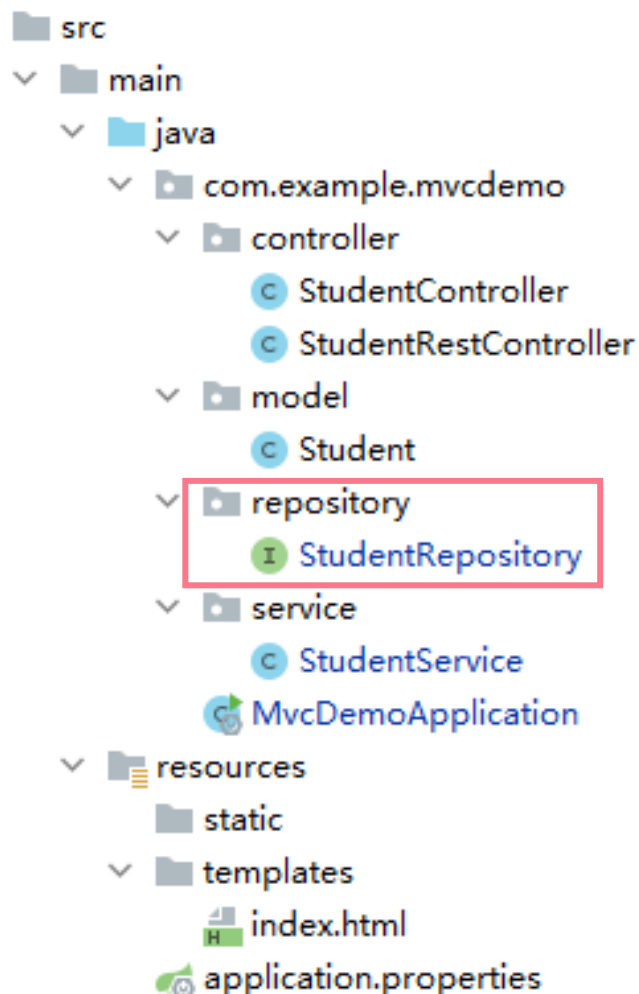 src
main
java
com.example.mvcdemo
controller
C StudentController
C StudentRestController
model
C Student
repository
I StudentRepository
service
C StudentService
C MvcDemoApplication
resources
static
templates
H index.html
application.properties